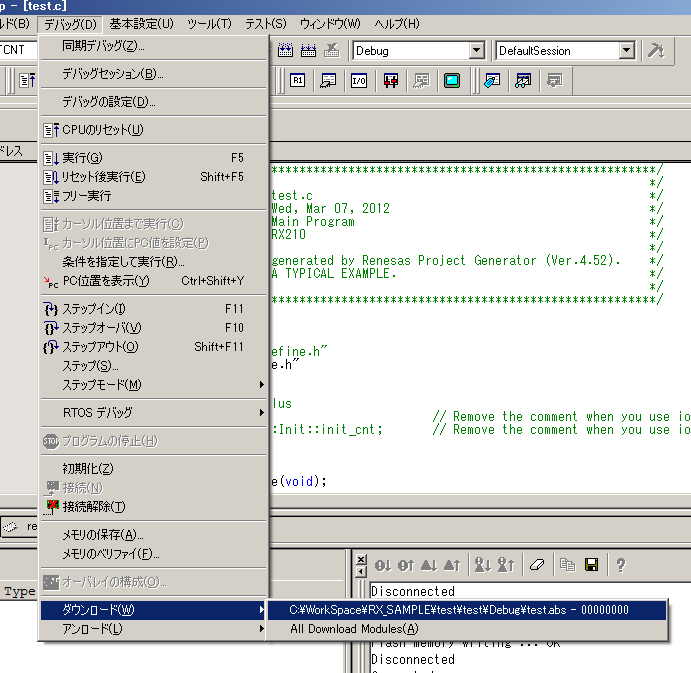 p - [test.c]
ルド(B) デバッグ(D) 基本設定(U) ツール(T) テスト(S) ウィンドウ(W) ヘルプ(H)
TCNT
Debug
DefaultSession
同期デバッグ(Z)...
デバッグセッション(B)...
デバッグの設定(D)...
CPUのリセット(U)
実行(G) F5
リセット後実行(E) Shift+F5
フリー実行
カーソル位置まで実行(C)
カーソル位置にPC値を設定(P)
条件を指定して実行(R)...
PC位置を表示(Y) Ctrl+Shift+Y
ステップイン(I) F11
ステップオーバ(V) F10
ステップアウト(O) Shift+F11
ステップ(S)...
ステップモード(M)
RTOS デバッグ
プログラムの停止(H)
初期化(Z)
接続(N)
接続解除(T)
メモリの保存(A)...
メモリのベリファイ(F)...
オーバレイの構成(O)...
ダウンロード(W)
アンロード(L)
C:¥WorkSpace¥RX_SAMPLE¥test¥test¥Debug¥test.abs - 00000000
All Download Modules(A)
R1
I/O
ドレス
*/
test.c */
Wed, Mar 07, 2012 */
Main Program */
RX210 */
*/
generated by Renesas Project Generator (Ver.4.52). */
A TYPICAL EXAMPLE. */
*/
efine.h"
e.h"
lus
// Remove the comment when you use io
:Init::init_cnt; // Remove the comment when you use io
e(void);
re
Type
Disconnected
Flash memory writing ... OK
Disconnected